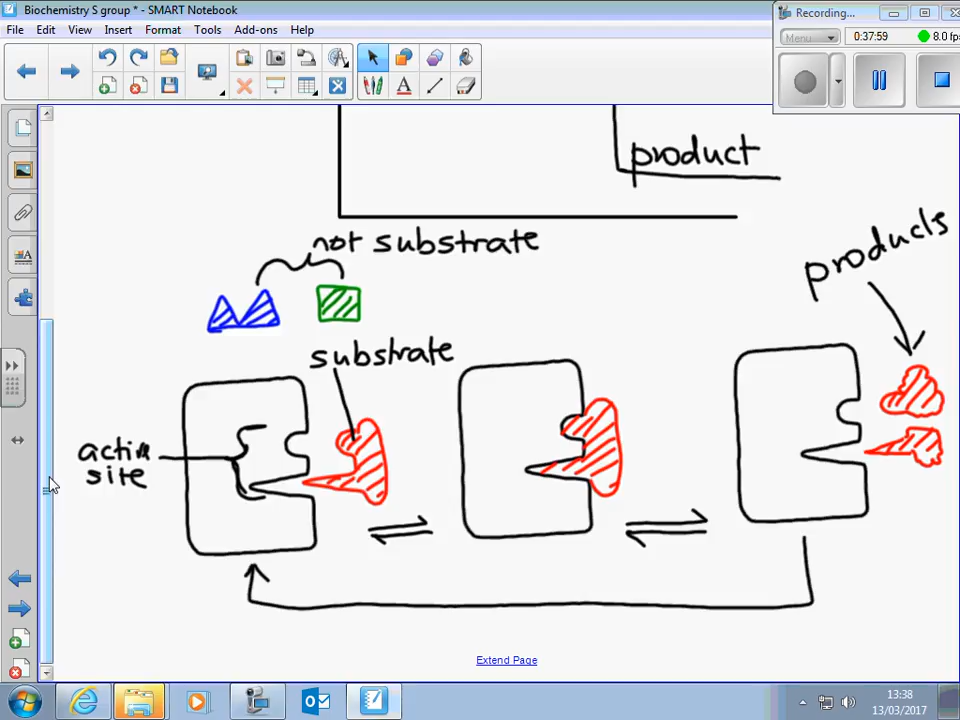 Biochemistry S group * - SMART Notebook
Recording...
File Edit View Insert Format Tools Add-ons Help
Menu 0:37:59 8.0 fps
product
not substrate
products
substrate
active
site
Extend Page
13:38
13/03/2017